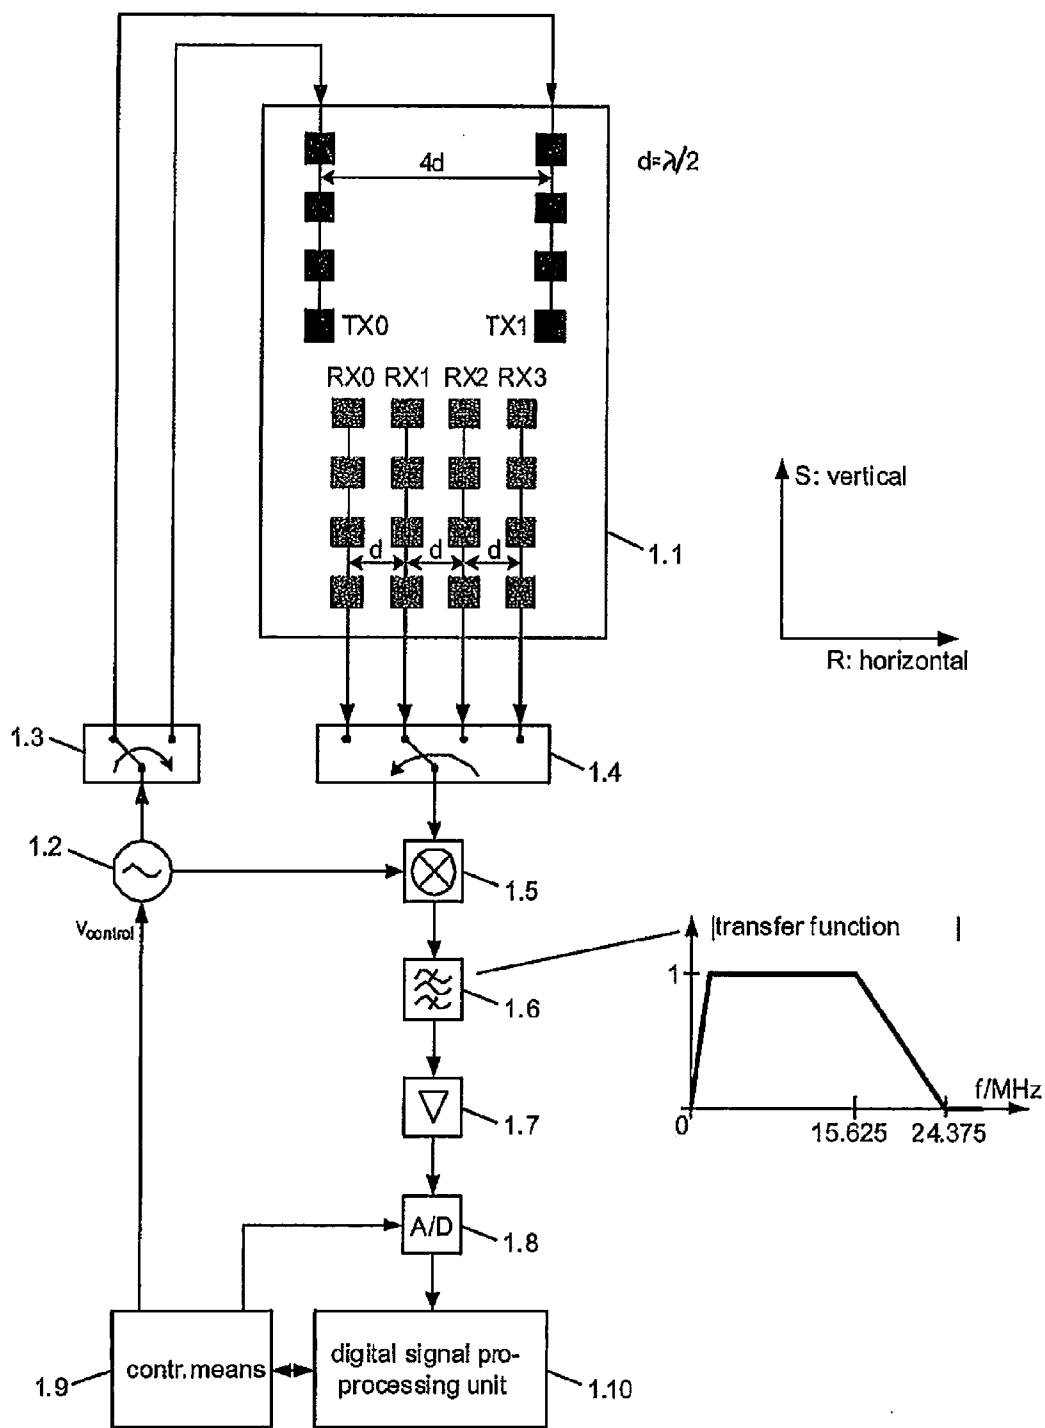 4d
d=λ/2
TX0
TX1
RX0 RX1 RX2 RX3
S: vertical
d d d
1.1
R: horizontal
1.3
1.4
1.2
1.5
Vcontrol
|transfer function |
1
1.6
f/MHz
1.7
0
15.625 24.375
A/D
1.8
contr.means
digital signal pro-
processing unit
1.9
1.10